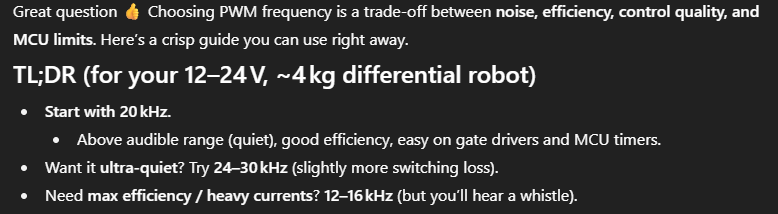 Great question 👍 Choosing PWM frequency is a trade-off between noise, efficiency, control quality, and
MCU limits. Here’s a crisp guide you can use right away.
TL;DR (for your 12–24 V, ~4 kg differential robot)
• Start with 20 kHz.
• Above audible range (quiet), good efficiency, easy on gate drivers and MCU timers.
• Want it ultra-quiet? Try 24–30 kHz (slightly more switching loss).
• Need max efficiency / heavy currents? 12–16 kHz (but you’ll hear a whistle).